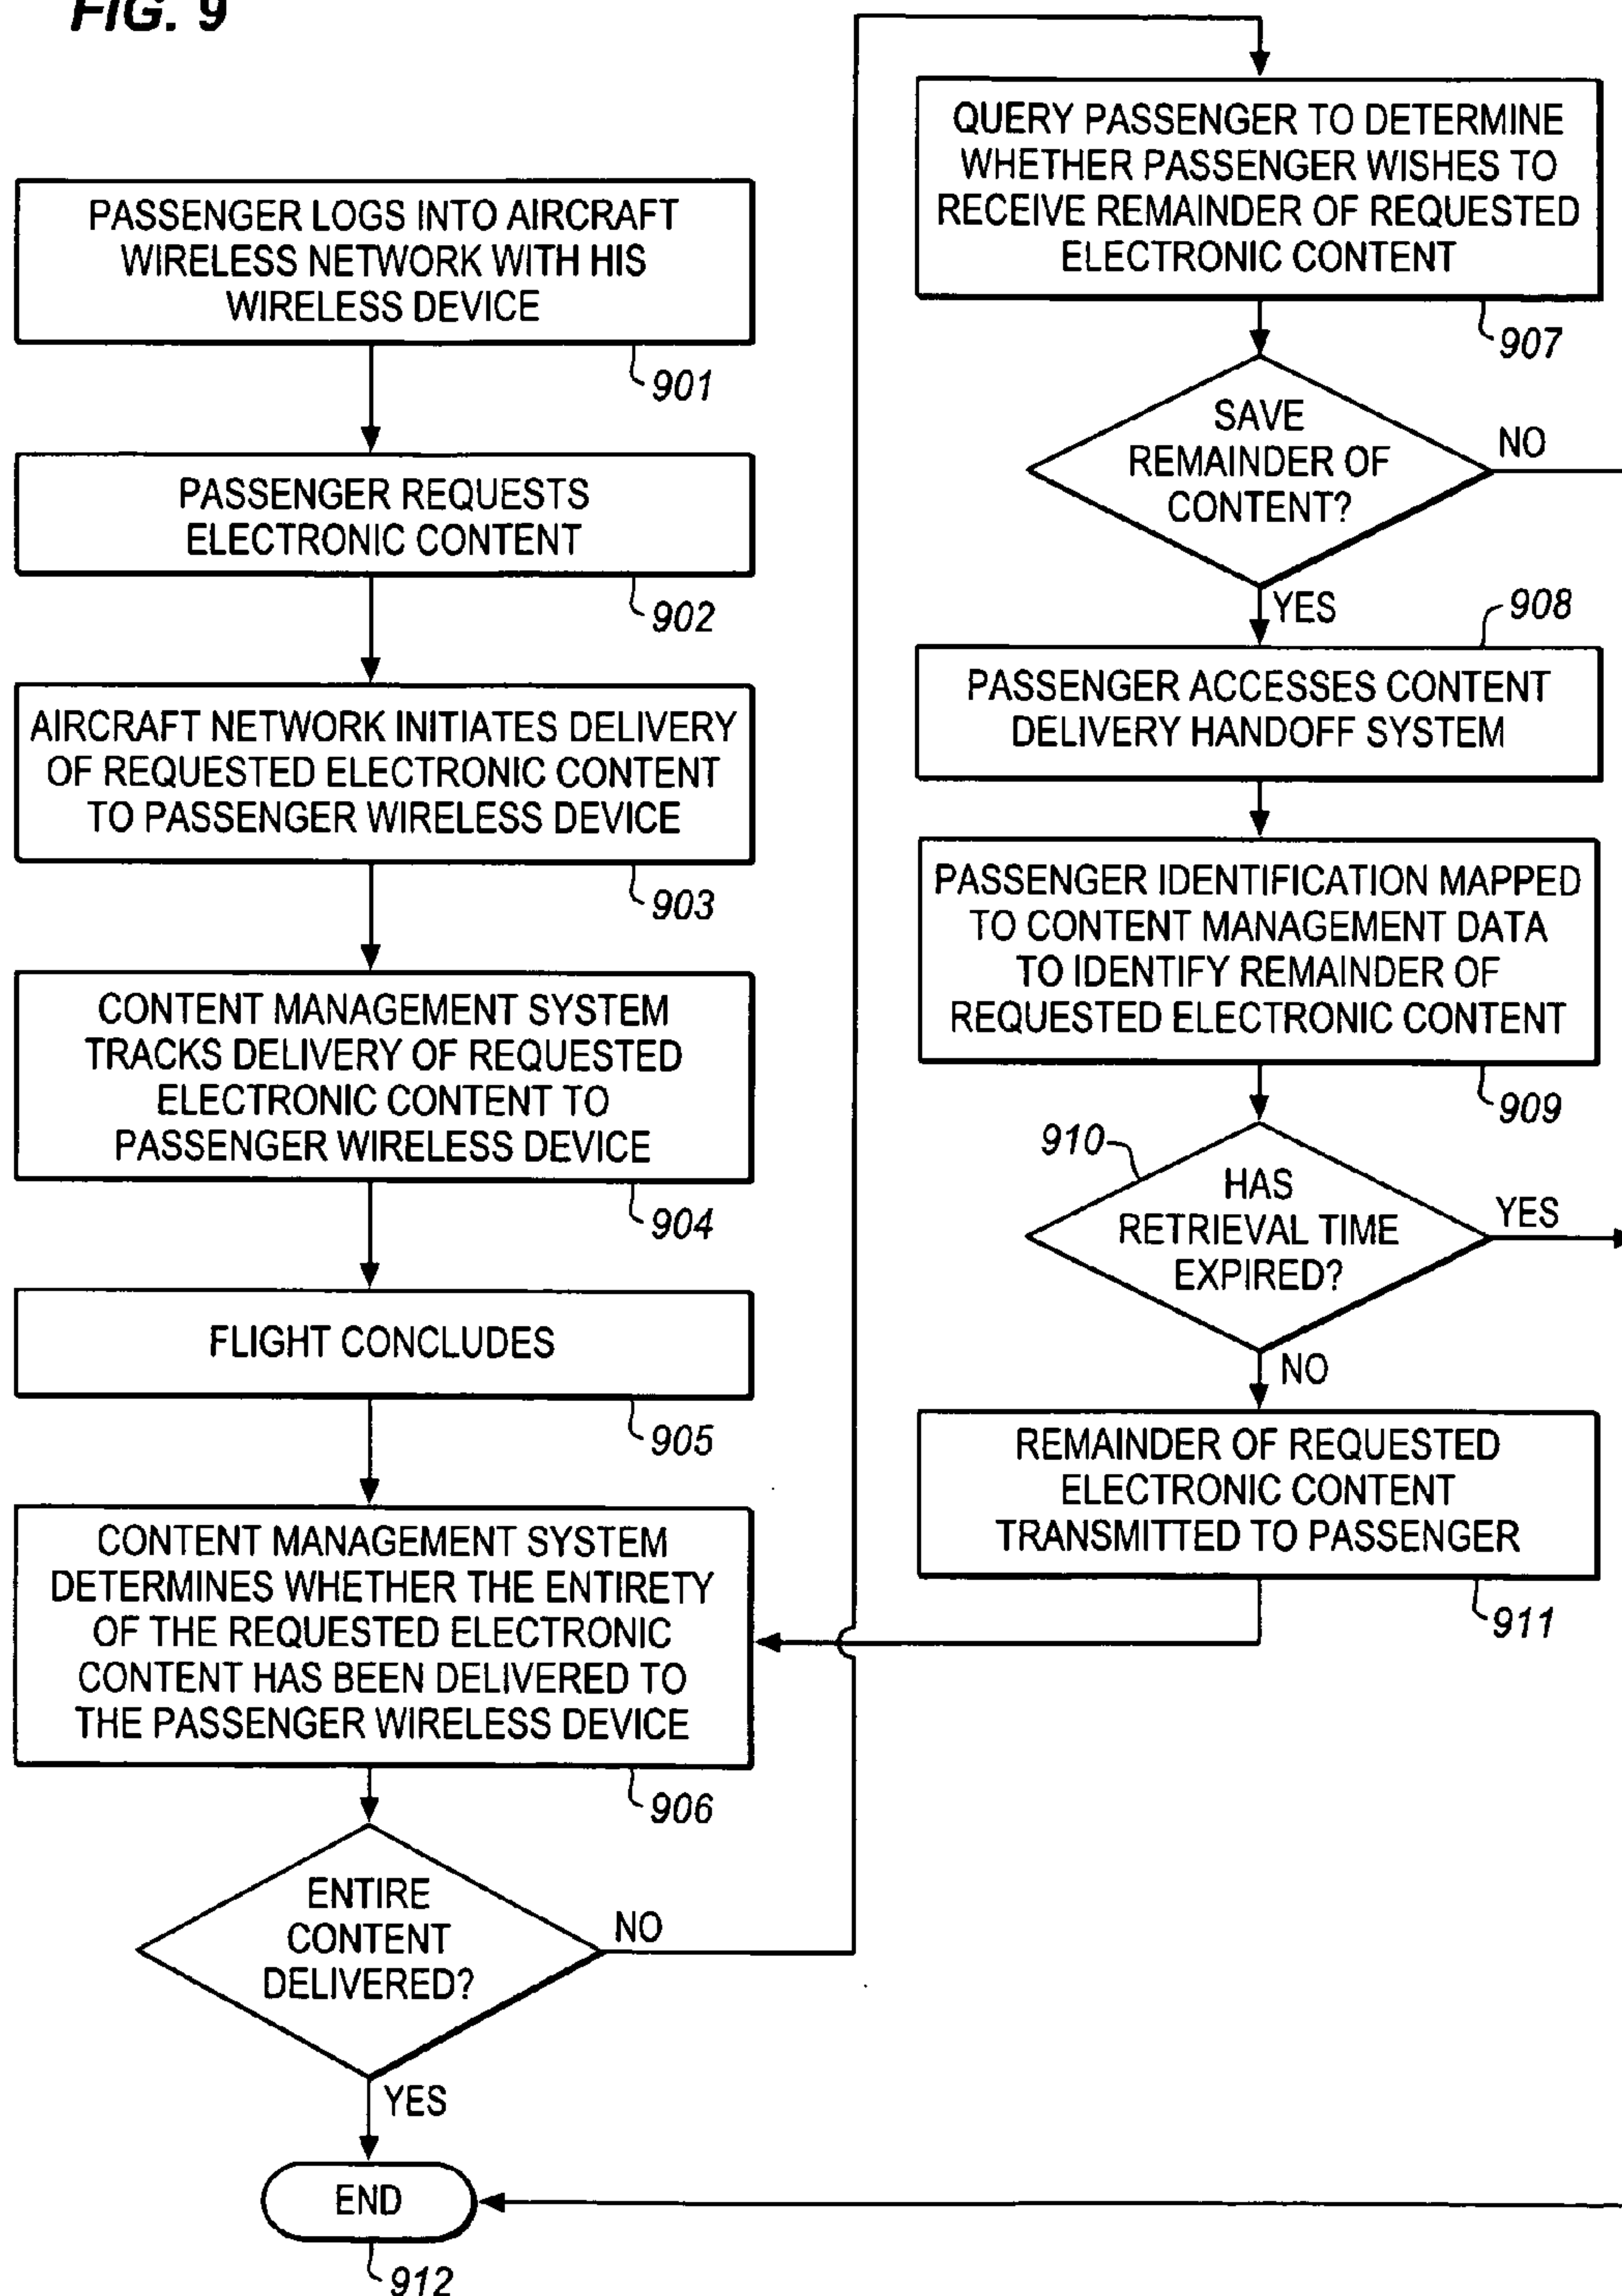 FIG. 9
PASSENGER LOGS INTO AIRCRAFT
WIRELESS NETWORK WITH HIS
WIRELESS DEVICE
901
PASSENGER REQUESTS
ELECTRONIC CONTENT
902
AIRCRAFT NETWORK INITIATES DELIVERY
OF REQUESTED ELECTRONIC CONTENT
TO PASSENGER WIRELESS DEVICE
903
CONTENT MANAGEMENT SYSTEM
TRACKS DELIVERY OF REQUESTED
ELECTRONIC CONTENT TO
PASSENGER WIRELESS DEVICE
904
FLIGHT CONCLUDES
905
CONTENT MANAGEMENT SYSTEM
DETERMINES WHETHER THE ENTIRETY
OF THE REQUESTED ELECTRONIC
CONTENT HAS BEEN DELIVERED TO
THE PASSENGER WIRELESS DEVICE
906
ENTIRE
CONTENT
DELIVERED?
NO
YES
END
912
QUERY PASSENGER TO DETERMINE
WHETHER PASSENGER WISHES TO
RECEIVE REMAINDER OF REQUESTED
ELECTRONIC CONTENT
907
SAVE
REMAINDER OF
CONTENT?
NO
YES
908
PASSENGER ACCESSES CONTENT
DELIVERY HANDOFF SYSTEM
PASSENGER IDENTIFICATION MAPPED
TO CONTENT MANAGEMENT DATA
TO IDENTIFY REMAINDER OF
REQUESTED ELECTRONIC CONTENT
909
910
HAS
RETRIEVAL TIME
EXPIRED?
YES
NO
REMAINDER OF REQUESTED
ELECTRONIC CONTENT
TRANSMITTED TO PASSENGER
911